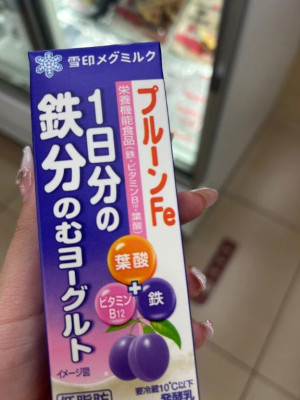 雪印メグミルク
プルーンFe
栄養機能食品(鉄・ビタミンB12・葉酸)
1日分の
鉄分のむヨーグルト
葉酸
+
ビタミン
B12
鉄
イメージ図
要冷蔵10℃以下
低脂肪
発酵乳